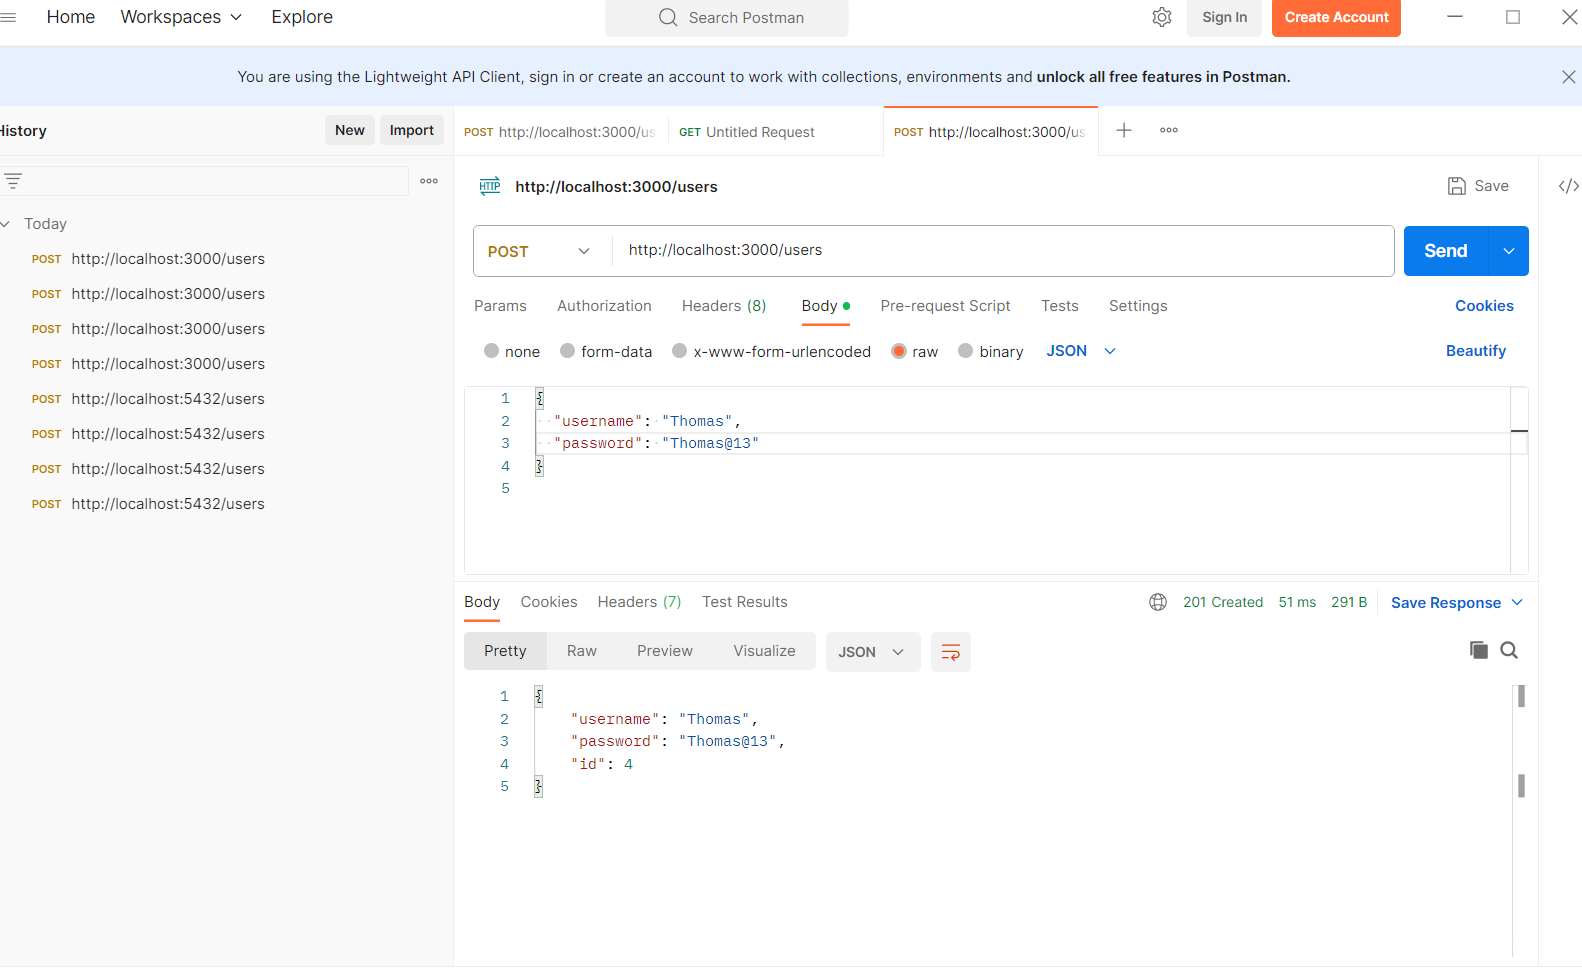 Home Workspaces Explore Search Postman Sign In Create Account
You are using the Lightweight API Client, sign in or create an account to work with collections, environments and unlock all free features in Postman.
History New Import
POST http://localhost:3000/us GET Untitled Request POST http://localhost:3000/us
HTTP http://localhost:3000/users Save </>
Today
POST http://localhost:3000/users
POST http://localhost:3000/users
POST http://localhost:3000/users
POST http://localhost:3000/users
POST http://localhost:5432/users
POST http://localhost:5432/users
POST http://localhost:5432/users
POST http://localhost:5432/users
POST http://localhost:3000/users Send
Params Authorization Headers (8) Body Pre-request Script Tests Settings Cookies
none form-data x-www-form-urlencoded raw binary JSON Beautify
1 {
2 "username": "Thomas",
3 "password": "Thomas@13"
4 }
5
Body Cookies Headers (7) Test Results 201 Created 51 ms 291 B Save Response
Pretty Raw Preview Visualize JSON
1 {
2 "username": "Thomas",
3 "password": "Thomas@13",
4 "id": 4
5 }